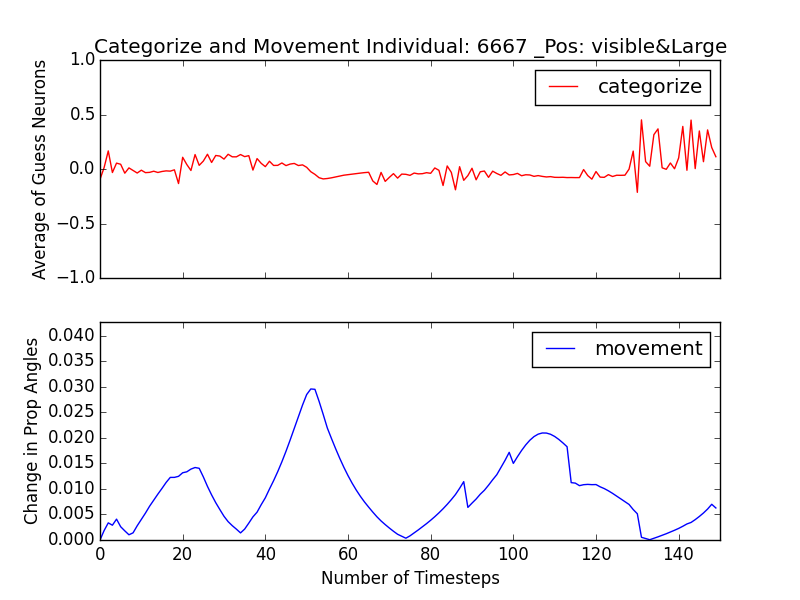 Categorize and Movement Individual: 6667 _Pos: visible&Large
1.0
0.5
0.0
−0.5
−1.0
Average of Guess Neurons
categorize
0.040
0.035
0.030
0.025
0.020
0.015
0.010
0.005
0.000
Change in Prop Angles
movement
0 20 40 60 80 100 120 140
Number of Timesteps